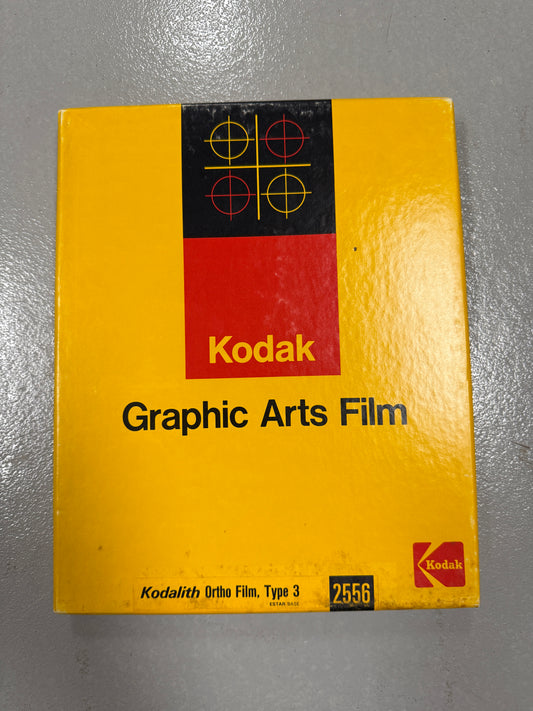 Kodak
Graphic Arts Film
Kodak
Kodalith Ortho Film, Type 3 2556
ESTAR BASE